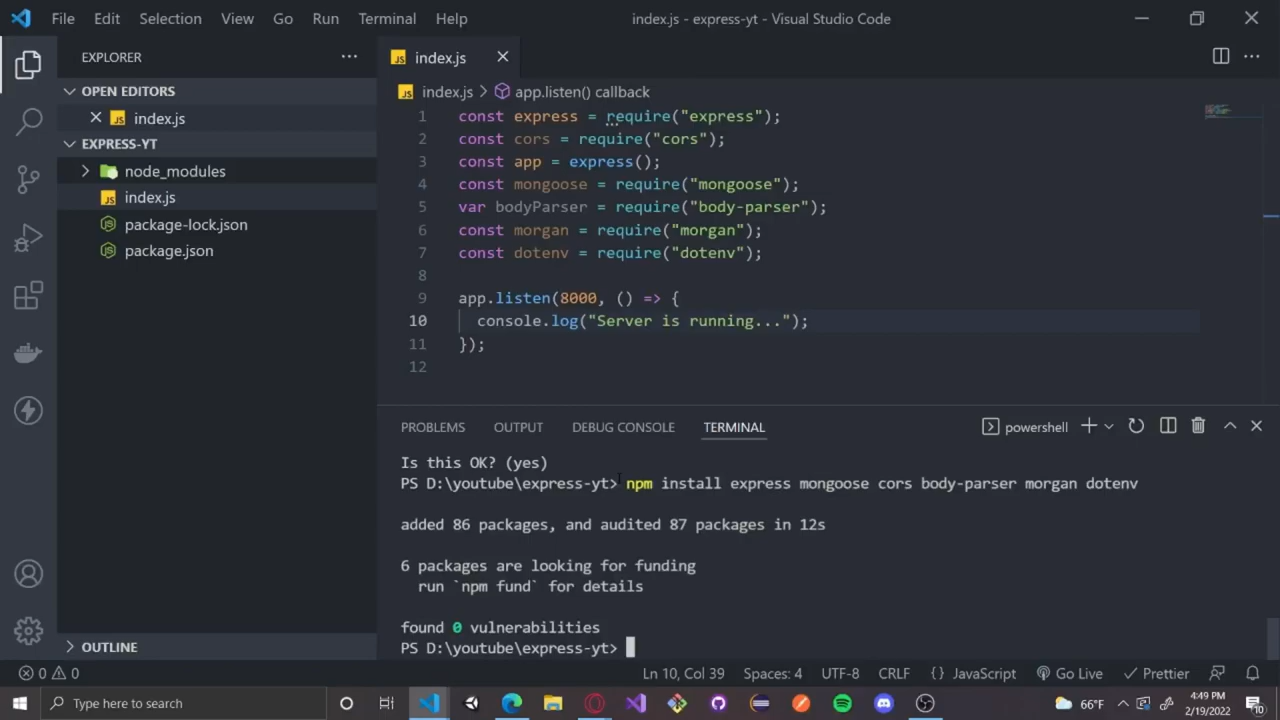 File Edit Selection View Go Run Terminal Help index.js - express-yt - Visual Studio Code
EXPLORER
OPEN EDITORS
JS index.js
EXPRESS-YT
node_modules
JS index.js
package-lock.json
package.json
OUTLINE
JS index.js
JS index.js > app.listen() callback
1 const express = require("express");
2 const cors = require("cors");
3 const app = express();
4 const mongoose = require("mongoose");
5 var bodyParser = require("body-parser");
6 const morgan = require("morgan");
7 const dotenv = require("dotenv");
8
9 app.listen(8000, () => {
10 console.log("Server is running...");
11 });
12
PROBLEMS OUTPUT DEBUG CONSOLE TERMINAL powershell
Is this OK? (yes)
PS D:\youtube\express-yt> npm install express mongoose cors body-parser morgan dotenv
added 86 packages, and audited 87 packages in 12s
6 packages are looking for funding
run `npm fund` for details
found 0 vulnerabilities
PS D:\youtube\express-yt>
0 0 Ln 10, Col 39 Spaces: 4 UTF-8 CRLF {} JavaScript Go Live Prettier
Type here to search 66°F 4:49 PM
2/19/2022
10